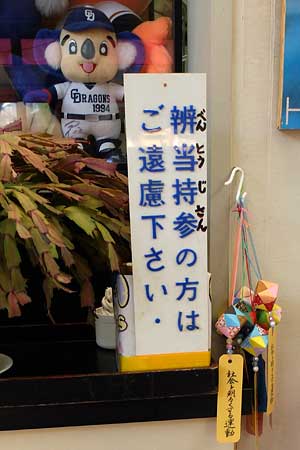 CD
DRAGONS
1994
辨当持参の方は
べんとうじさん
ご遠慮下さい.
社会を明るくする運動